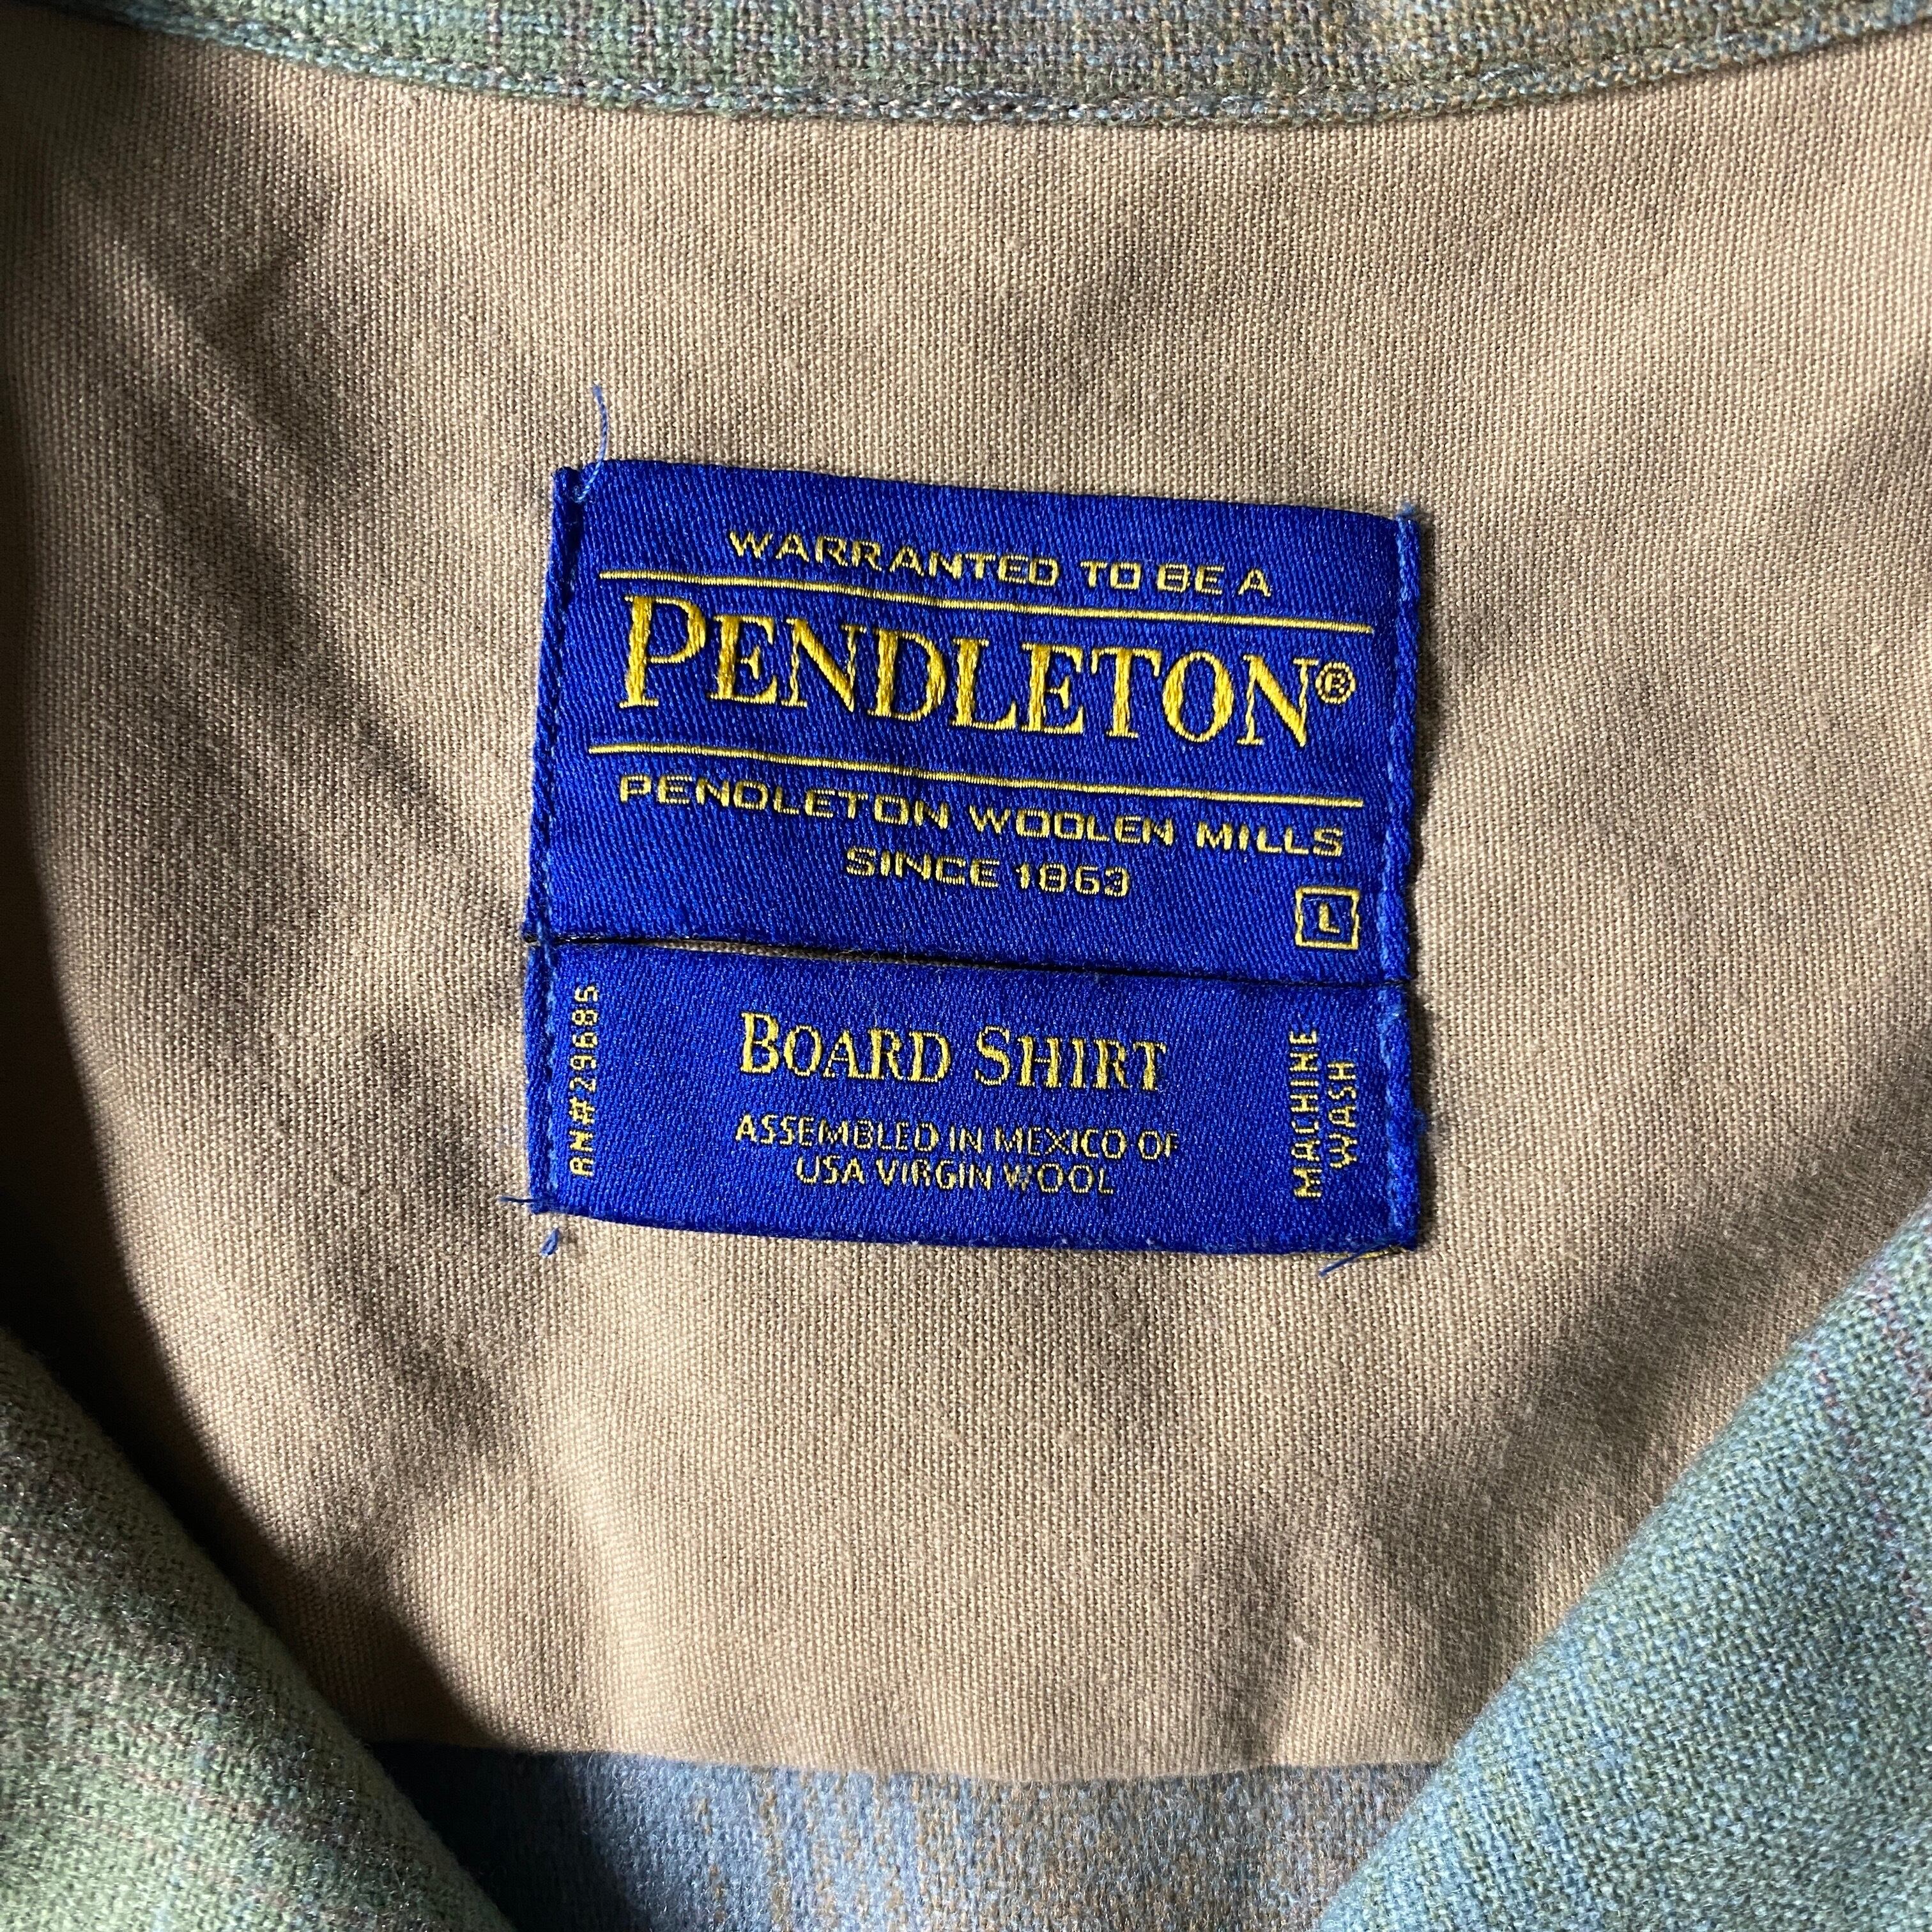 WARRANTED TO BE A
PENDLETON®
PENDLETON WOOLEN MILLS
SINCE 1863
L
RN#29685
BOARD SHIRT
ASSEMBLED IN MEXICO OF
USA VIRGIN WOOL
MACHINE
WASH